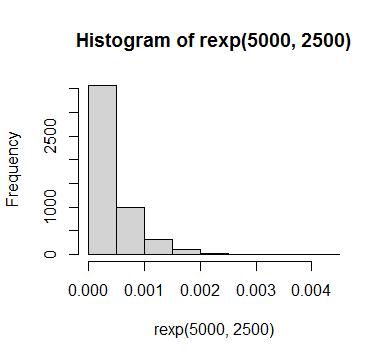 Histogram of rexp(5000, 2500)
Frequency
2500
1000
0
0.000 0.001 0.002 0.003 0.004
rexp(5000, 2500)